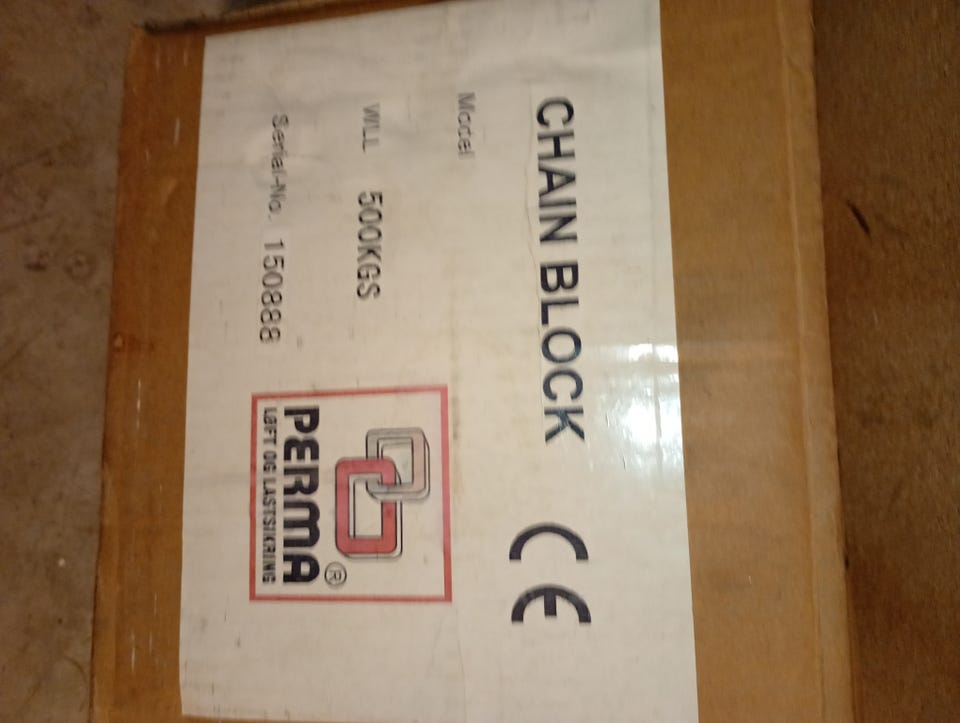 CHAIN BLOCK CE
Model
WLL 500KGS
Serial-No. 150888
PERMA®
LØFT OG LASTSIKRING